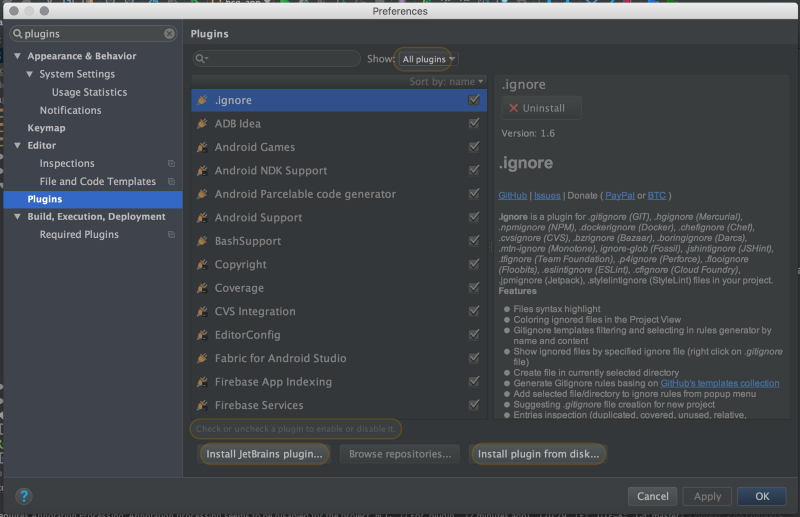 Preferences
plugins
Appearance & Behavior
System Settings
Usage Statistics
Notifications
Keymap
Editor
Inspections
File and Code Templates
Plugins
Build, Execution, Deployment
Required Plugins
Plugins
Show: All plugins
Sort by: name
.ignore
ADB Idea
Android Games
Android NDK Support
Android Parcelable code generator
Android Support
BashSupport
Copyright
Coverage
CVS Integration
EditorConfig
Fabric for Android Studio
Firebase App Indexing
Firebase Services
Check or uncheck a plugin to enable or disable it.
Install JetBrains plugin...
Browse repositories...
Install plugin from disk...
.ignore
Uninstall
Version: 1.6
.ignore
GitHub | Issues | Donate ( PayPal or BTC )
.ignore is a plugin for .gitignore (GIT), .hgignore (Mercurial),
.npmignore (NPM), .dockerignore (Docker), .chefignore (Chef),
.cvsignore (CVS), .bzrignore (Bazaar), .boringignore (Darcs),
.mtn-ignore (Monotone), ignore-glob (Fossil), .jshintignore (JSHint),
.tfignore (Team Foundation), .p4ignore (Perforce), .flooignore
(Floobits), .eslintignore (ESLint), .cfignore (Cloud Foundry),
.jpmignore (Jetpack), .stylelintignore (StyleLint) files in your project.
Features
Files syntax highlight
Coloring ignored files in the Project View
Gitignore templates filtering and selecting in rules generator by
name and content
Show ignored files by specified ignore file (right click on .gitignore
file)
Create file in currently selected directory
Generate Gitignore rules basing on GitHub's templates collection
Add selected file/directory to ignore rules from popup menu
Suggesting .gitignore file creation for new project
Entries inspection (duplicated, covered, unused, relative,
?
Cancel
Apply
OK